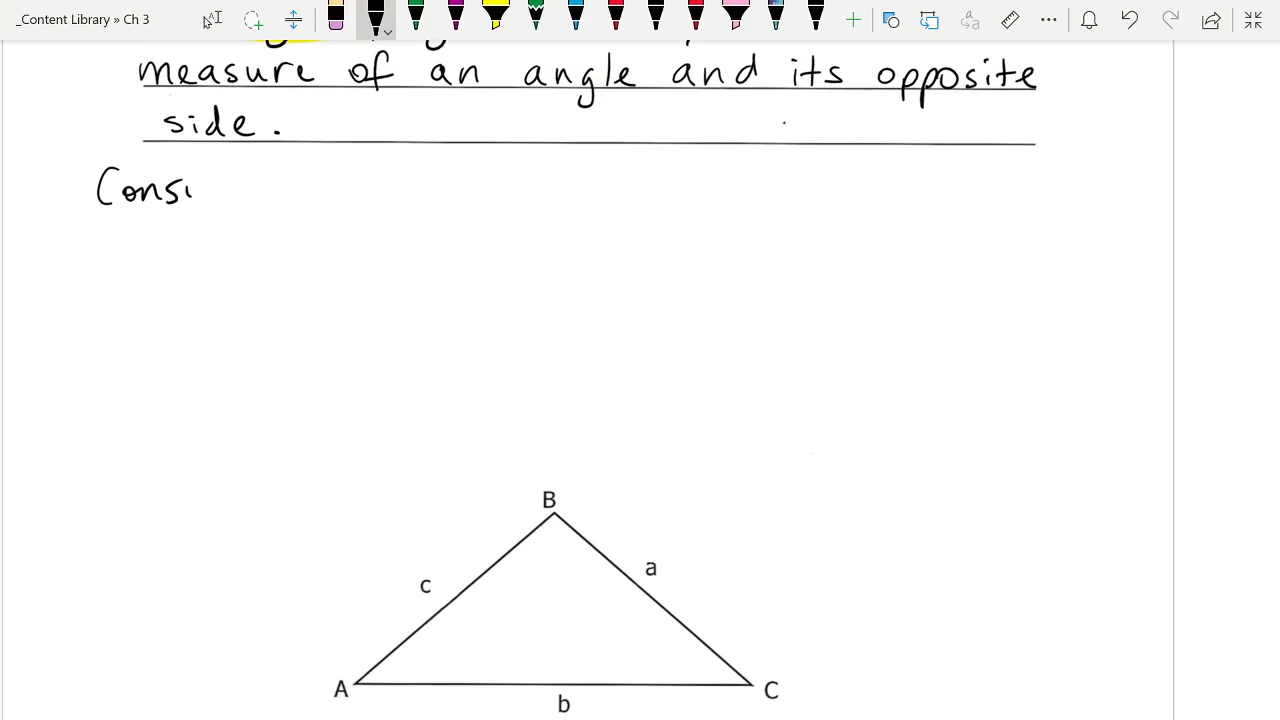 _Content Library » Ch 3
measure of an angle and its opposite
side.
Consi
B
c
a
A
C
b